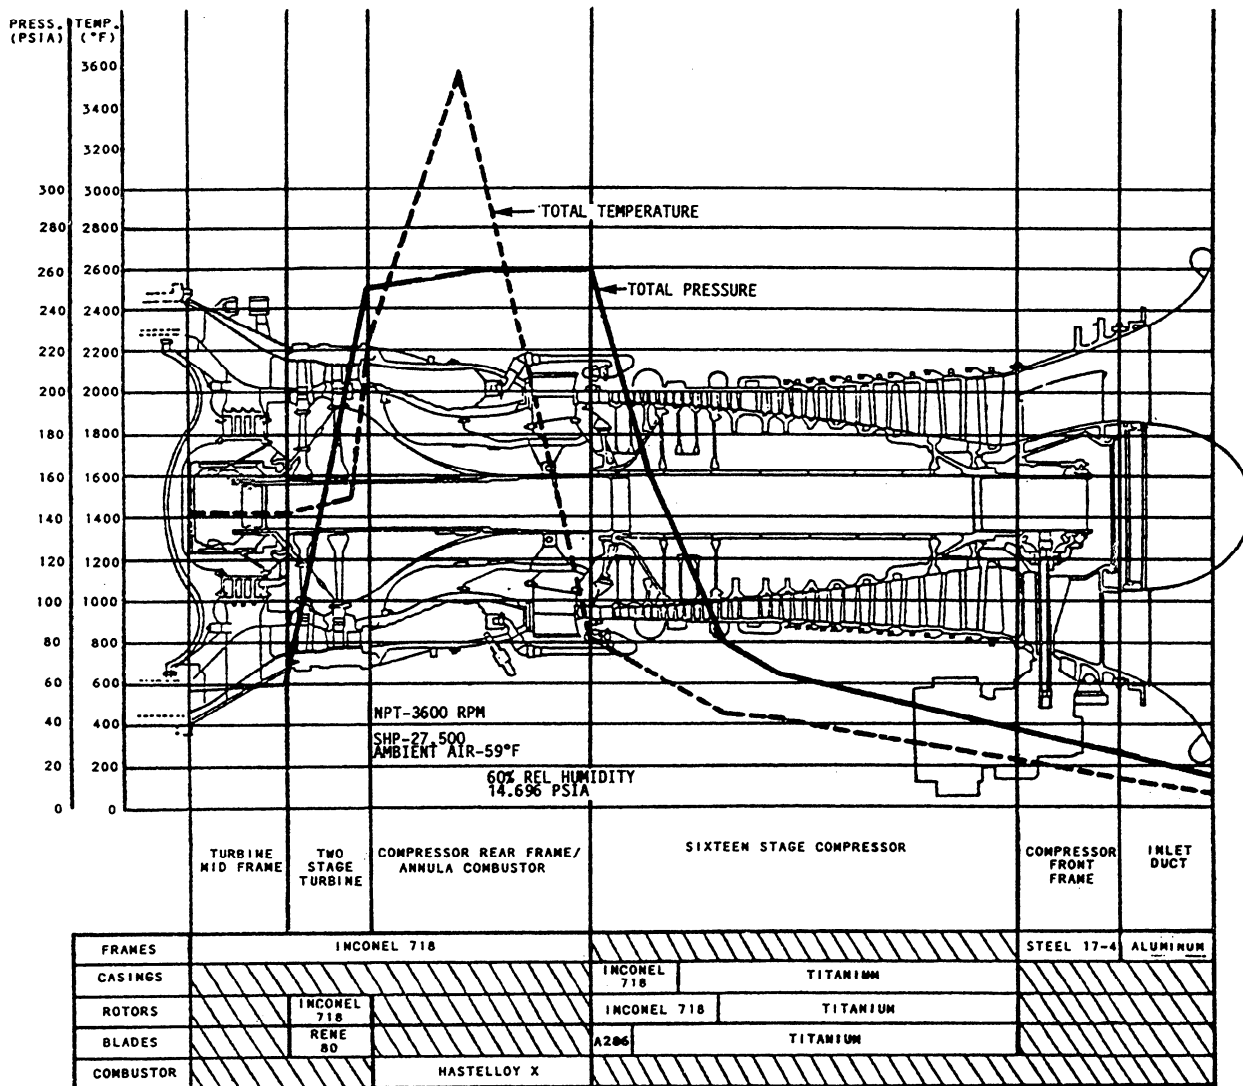 PRESS. TEMP.
(PSIA) (°F)
3600
3400
3200
300 3000
280 2800
260 2600
240 2400
220 2200
200 2000
180 1800
160 1600
140 1400
120 1200
100 1000
80 800
60 600
40 400
20 200
0 0
TOTAL TEMPERATURE
TOTAL PRESSURE
NPT-3600 RPM
SHP-27,500
AMBIENT AIR-59°F
60% REL HUMIDITY
14.696 PSIA
TURBINE
MID FRAME
TWO
STAGE
TURBINE
COMPRESSOR REAR FRAME/
ANNULA COMBUSTOR
SIXTEEN STAGE COMPRESSOR
COMPRESSOR
FRONT
FRAME
INLET
DUCT
FRAMES INCONEL 718 STEEL 17-4 ALUMINUM
CASINGS INCONEL
718 TITANIUM
ROTORS INCONEL
718 INCONEL 718 TITANIUM
BLADES RENE
80 A286 TITANIUM
COMBUSTOR HASTELLOY X